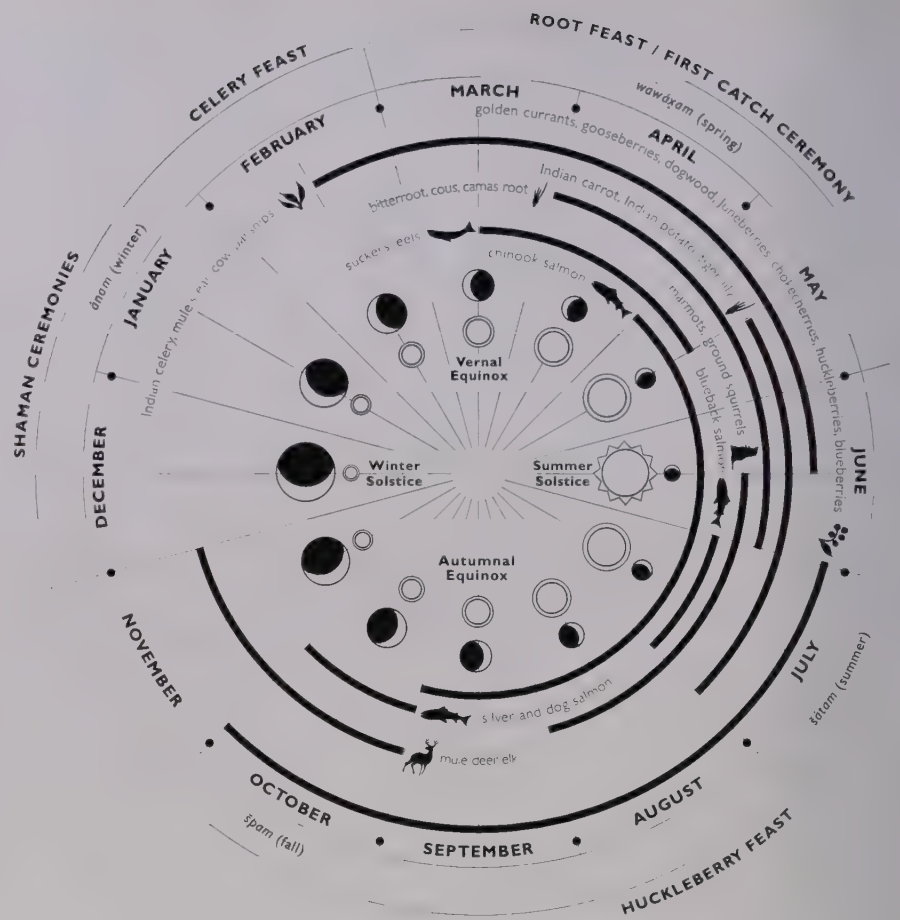 ROOT FEAST / FIRST CATCH CEREMONY
CELERY FEAST
MARCH
wawáxam (spring)
golden currants, gooseberries, dogwood, Juneberries, chokecherries, huckleberries, blueberries
APRIL
FEBRUARY
Indian carrot, Indian potato, tiger lily
bitterroot, cous, camas root
Indian celery, mule's ear
suckers eels
chinook salmon
SHAMAN CEREMONIES
ánam (winter)
JANUARY
MAY
marmots, ground squirrels
blueback salmon
Vernal
Equinox
Winter
Solstice
Summer
Solstice
DECEMBER
JUNE
Autumnal
Equinox
NOVEMBER
JULY
šátam (summer)
silver and dog salmon
mule deer elk
OCTOBER
špam (fall)
AUGUST
SEPTEMBER
HUCKLEBERRY FEAST